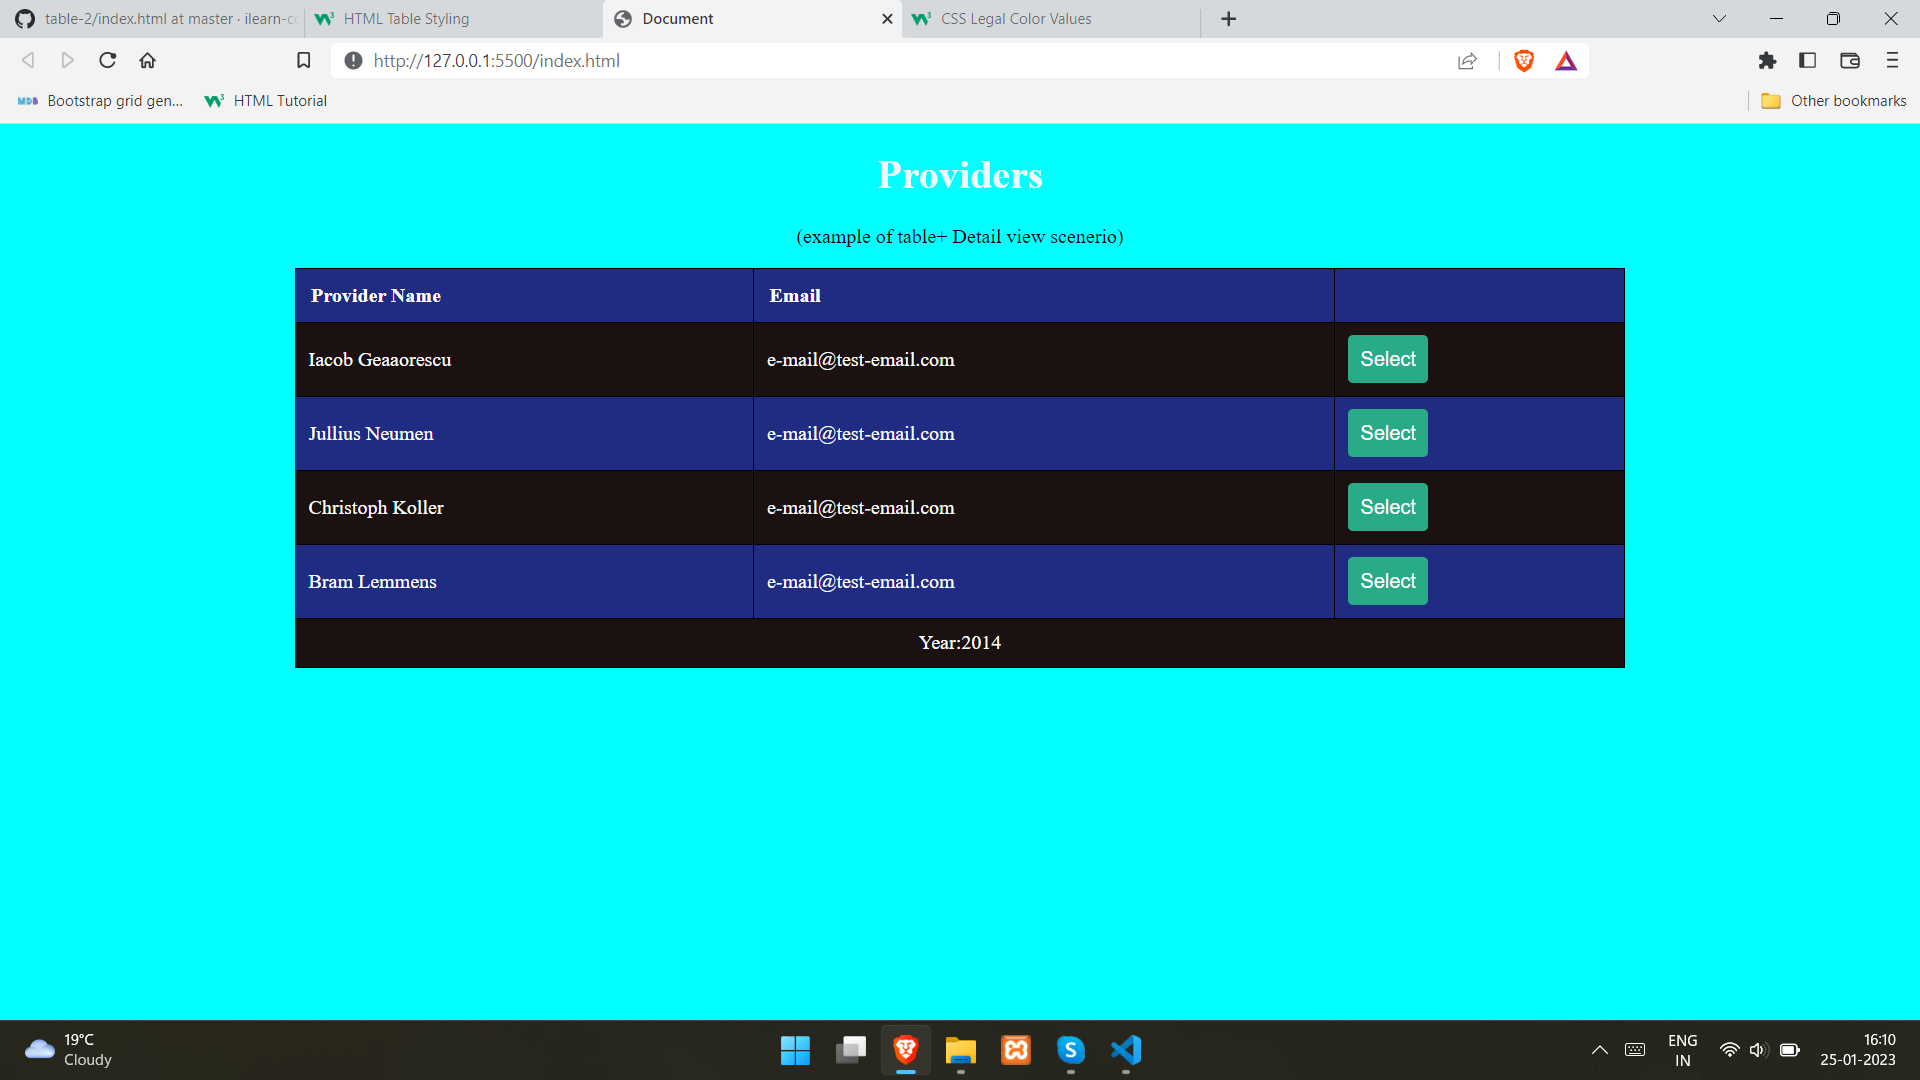 table-2/index.html at master · ilearn-co
HTML Table Styling
Document
CSS Legal Color Values
http://127.0.0.1:5500/index.html
MDB Bootstrap grid gen...
HTML Tutorial
Other bookmarks
Providers
(example of table+ Detail view scenerio)
Provider Name Email
Iacob Geaaorescu e-mail@test-email.com Select
Jullius Neumen e-mail@test-email.com Select
Christoph Koller e-mail@test-email.com Select
Bram Lemmens e-mail@test-email.com Select
Year:2014
19°C
Cloudy
ENG
IN
16:10
25-01-2023